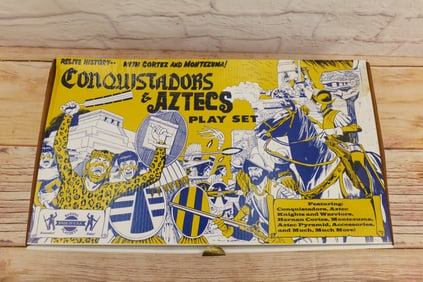 RELIVE HISTORY-- WITH CORTEZ AND MONTEZUMA!
CONQUISTADORS
& AZTECS
PLAY SET
Featuring:
Conquistadors, Aztec
Knights and Warriors,
Hernan Cortez, Montezuma,
Aztec Pyramid, Accessories,
and Much, Much More!